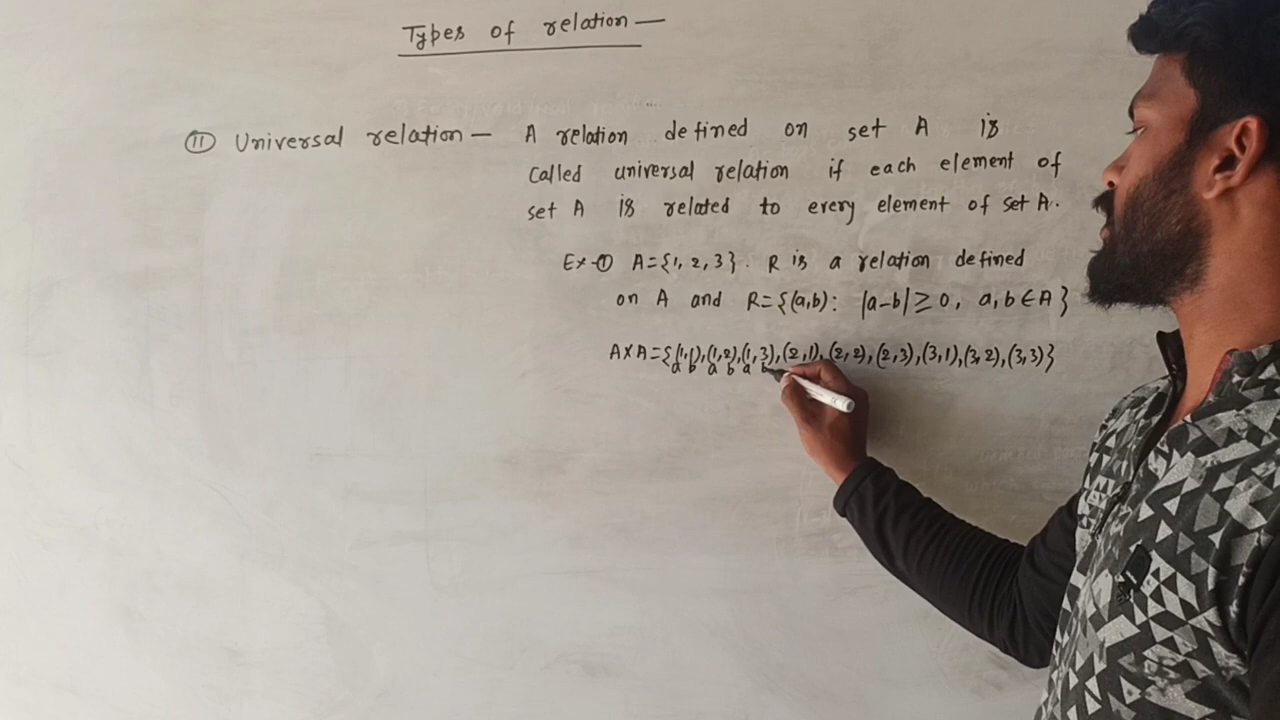 Types of relation —
(II) Universal relation — A relation defined on set A is
called universal relation if each element of
set A is related to every element of set A.
Ex-① A={1, 2, 3}. R is a relation defined
on A and R={(a,b): |a-b| ≥ 0, a, b ∈ A}
A×A={(1,1),(1,2),(1,3),(2,1),(2,2),(2,3),(3,1),(3,2),(3,3)}
a b a b a b